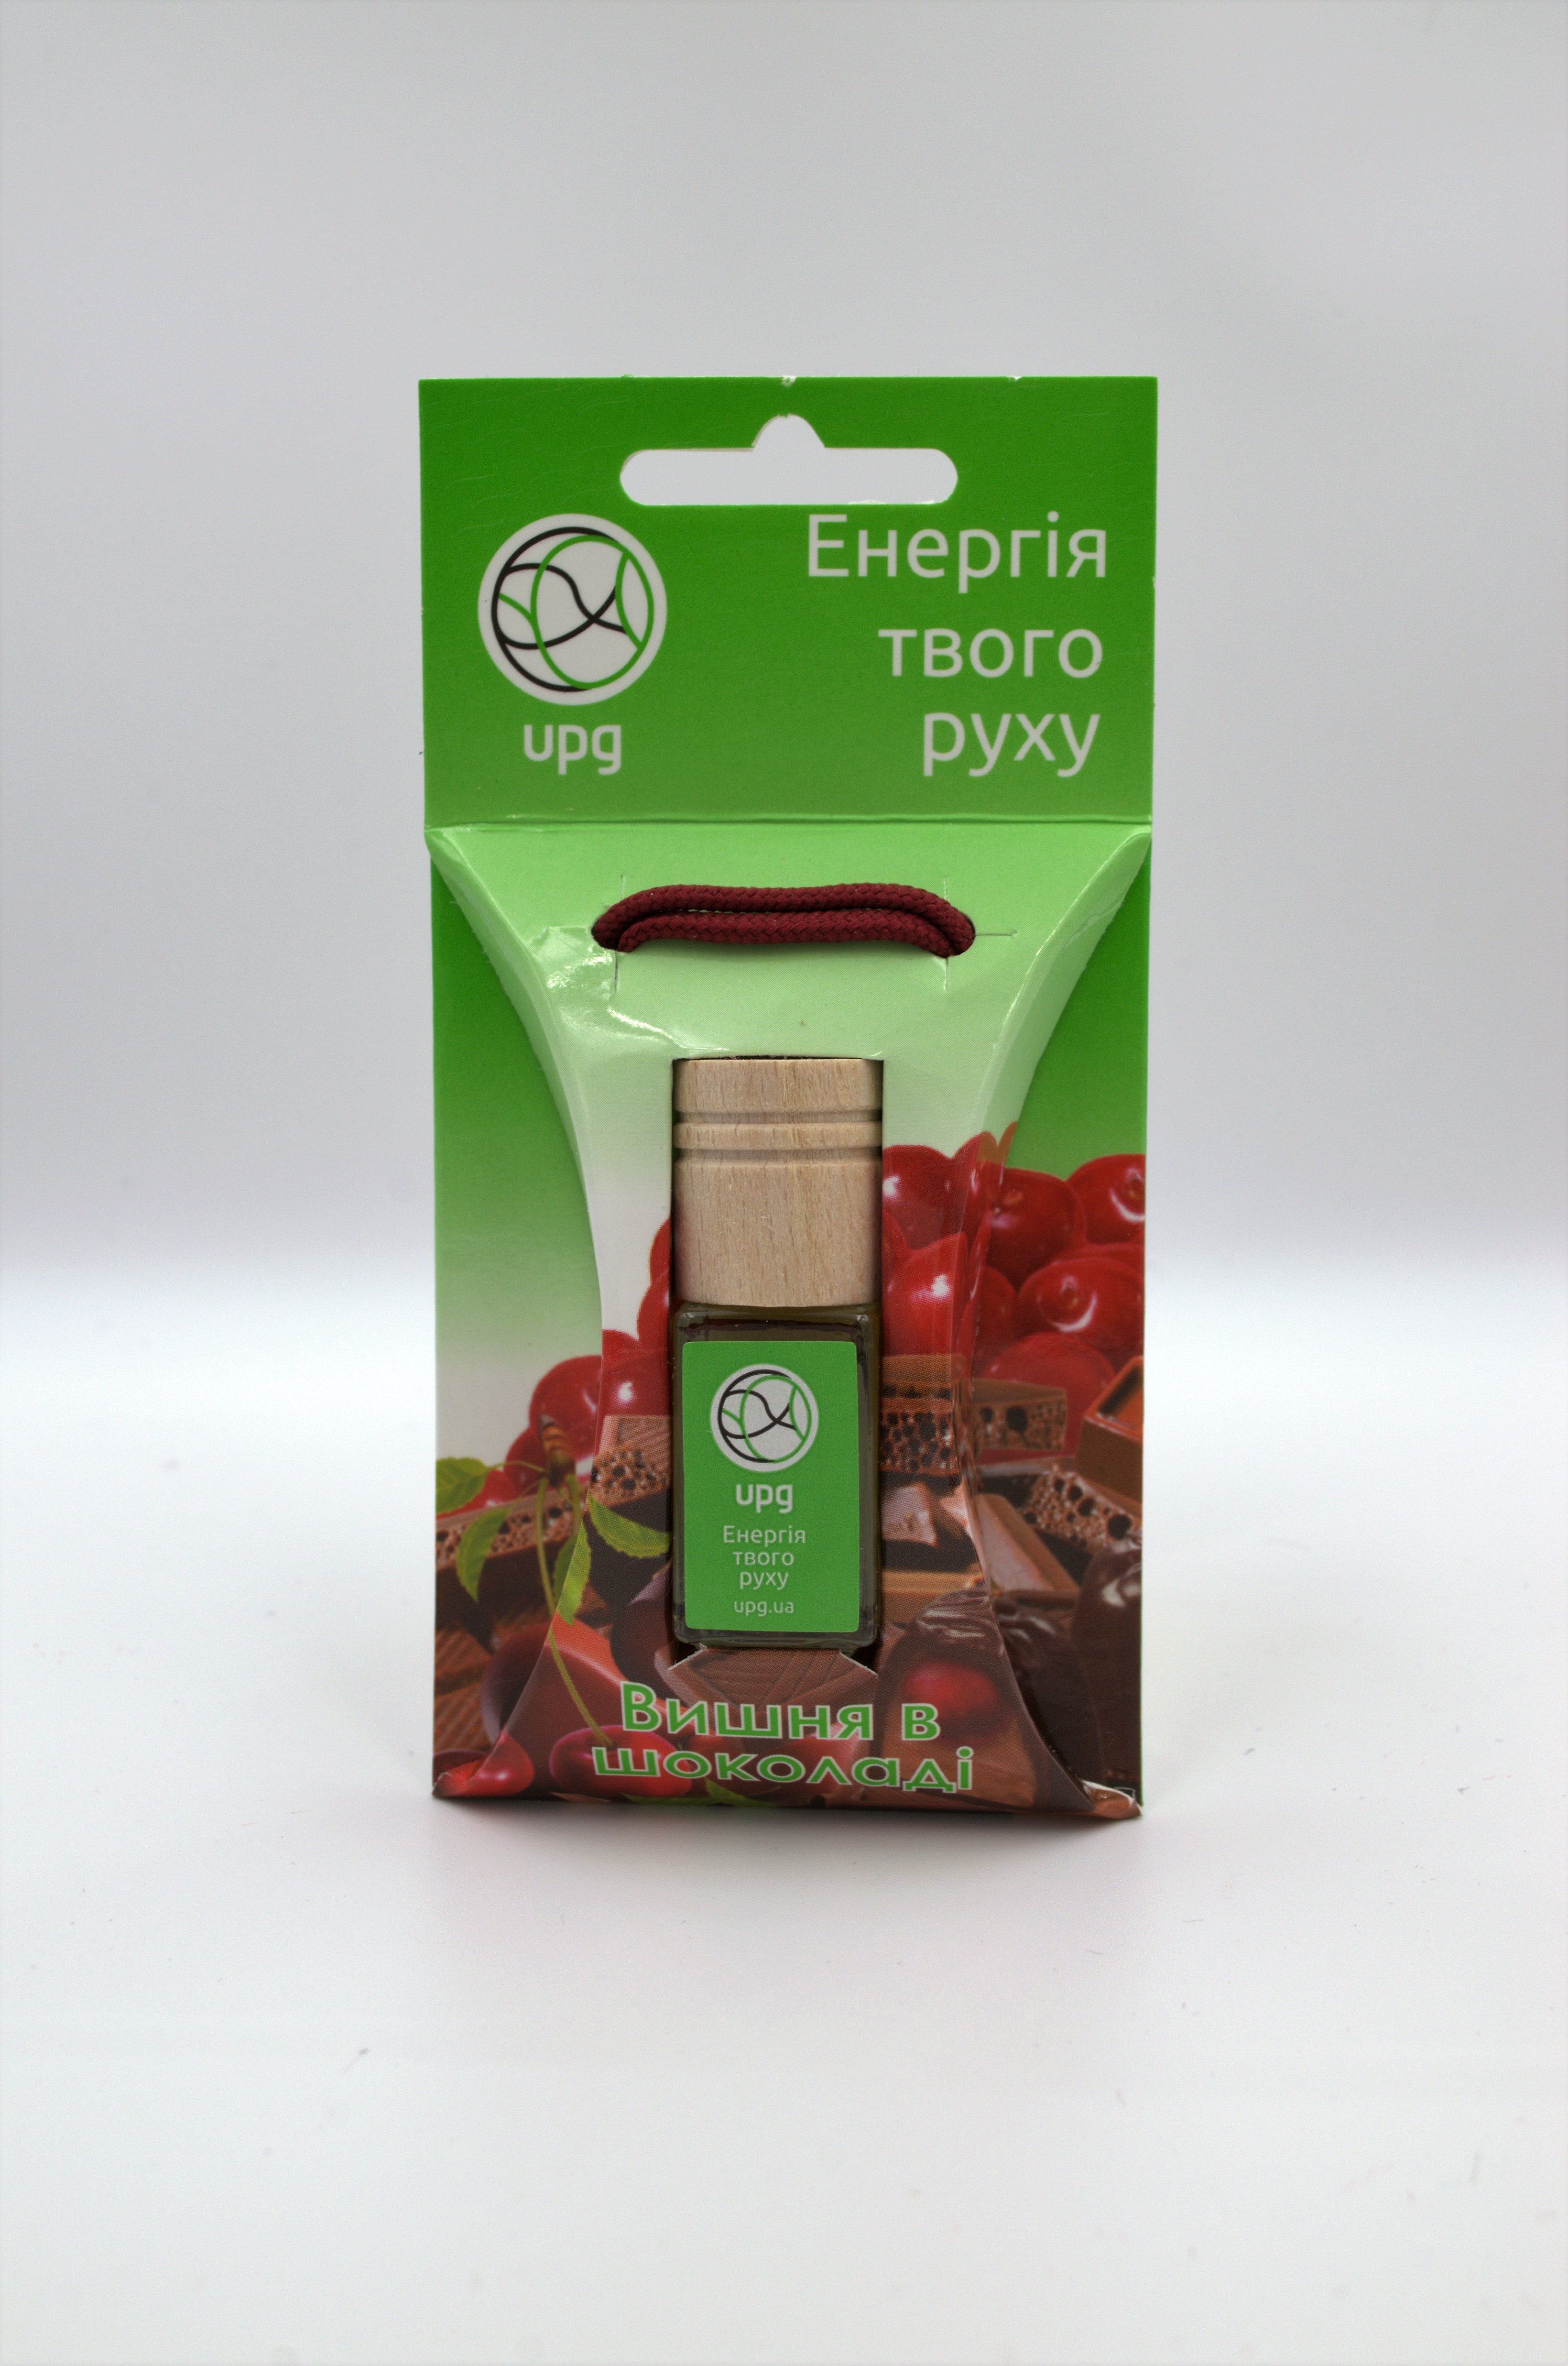 upg
Енергія
твого
руху
upg
Енергія
твого
руху
upg.ua
Вишня в
шоколаді